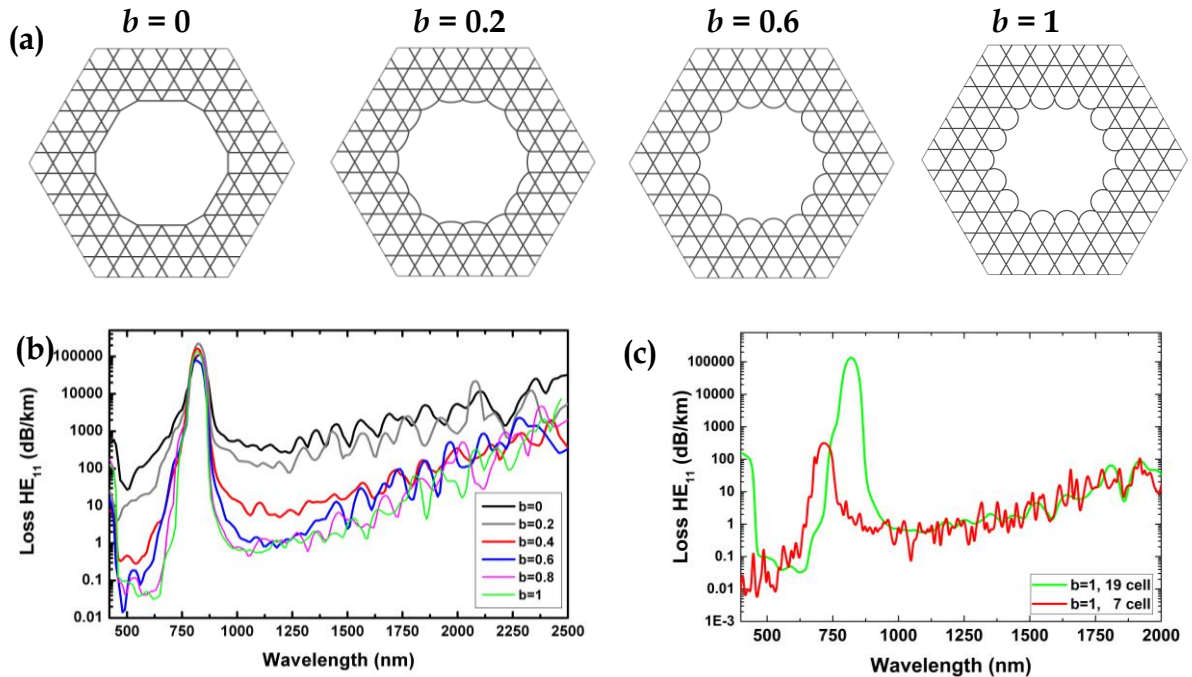 (a)
b = 0
b = 0.2
b = 0.6
b = 1
(b)
Loss HE11 (dB/km)
100000
10000
1000
100
10
1
0.1
0.01
500
750
1000
1250
1500
1750
2000
2250
2500
Wavelength (nm)
b=0
b=0.2
b=0.4
b=0.6
b=0.8
b=1
(c)
Loss HE11 (dB/km)
100000
10000
1000
100
10
1
0.1
0.01
1E-3
500
750
1000
1250
1500
1750
2000
Wavelength (nm)
b=1, 19 cell
b=1, 7 cell